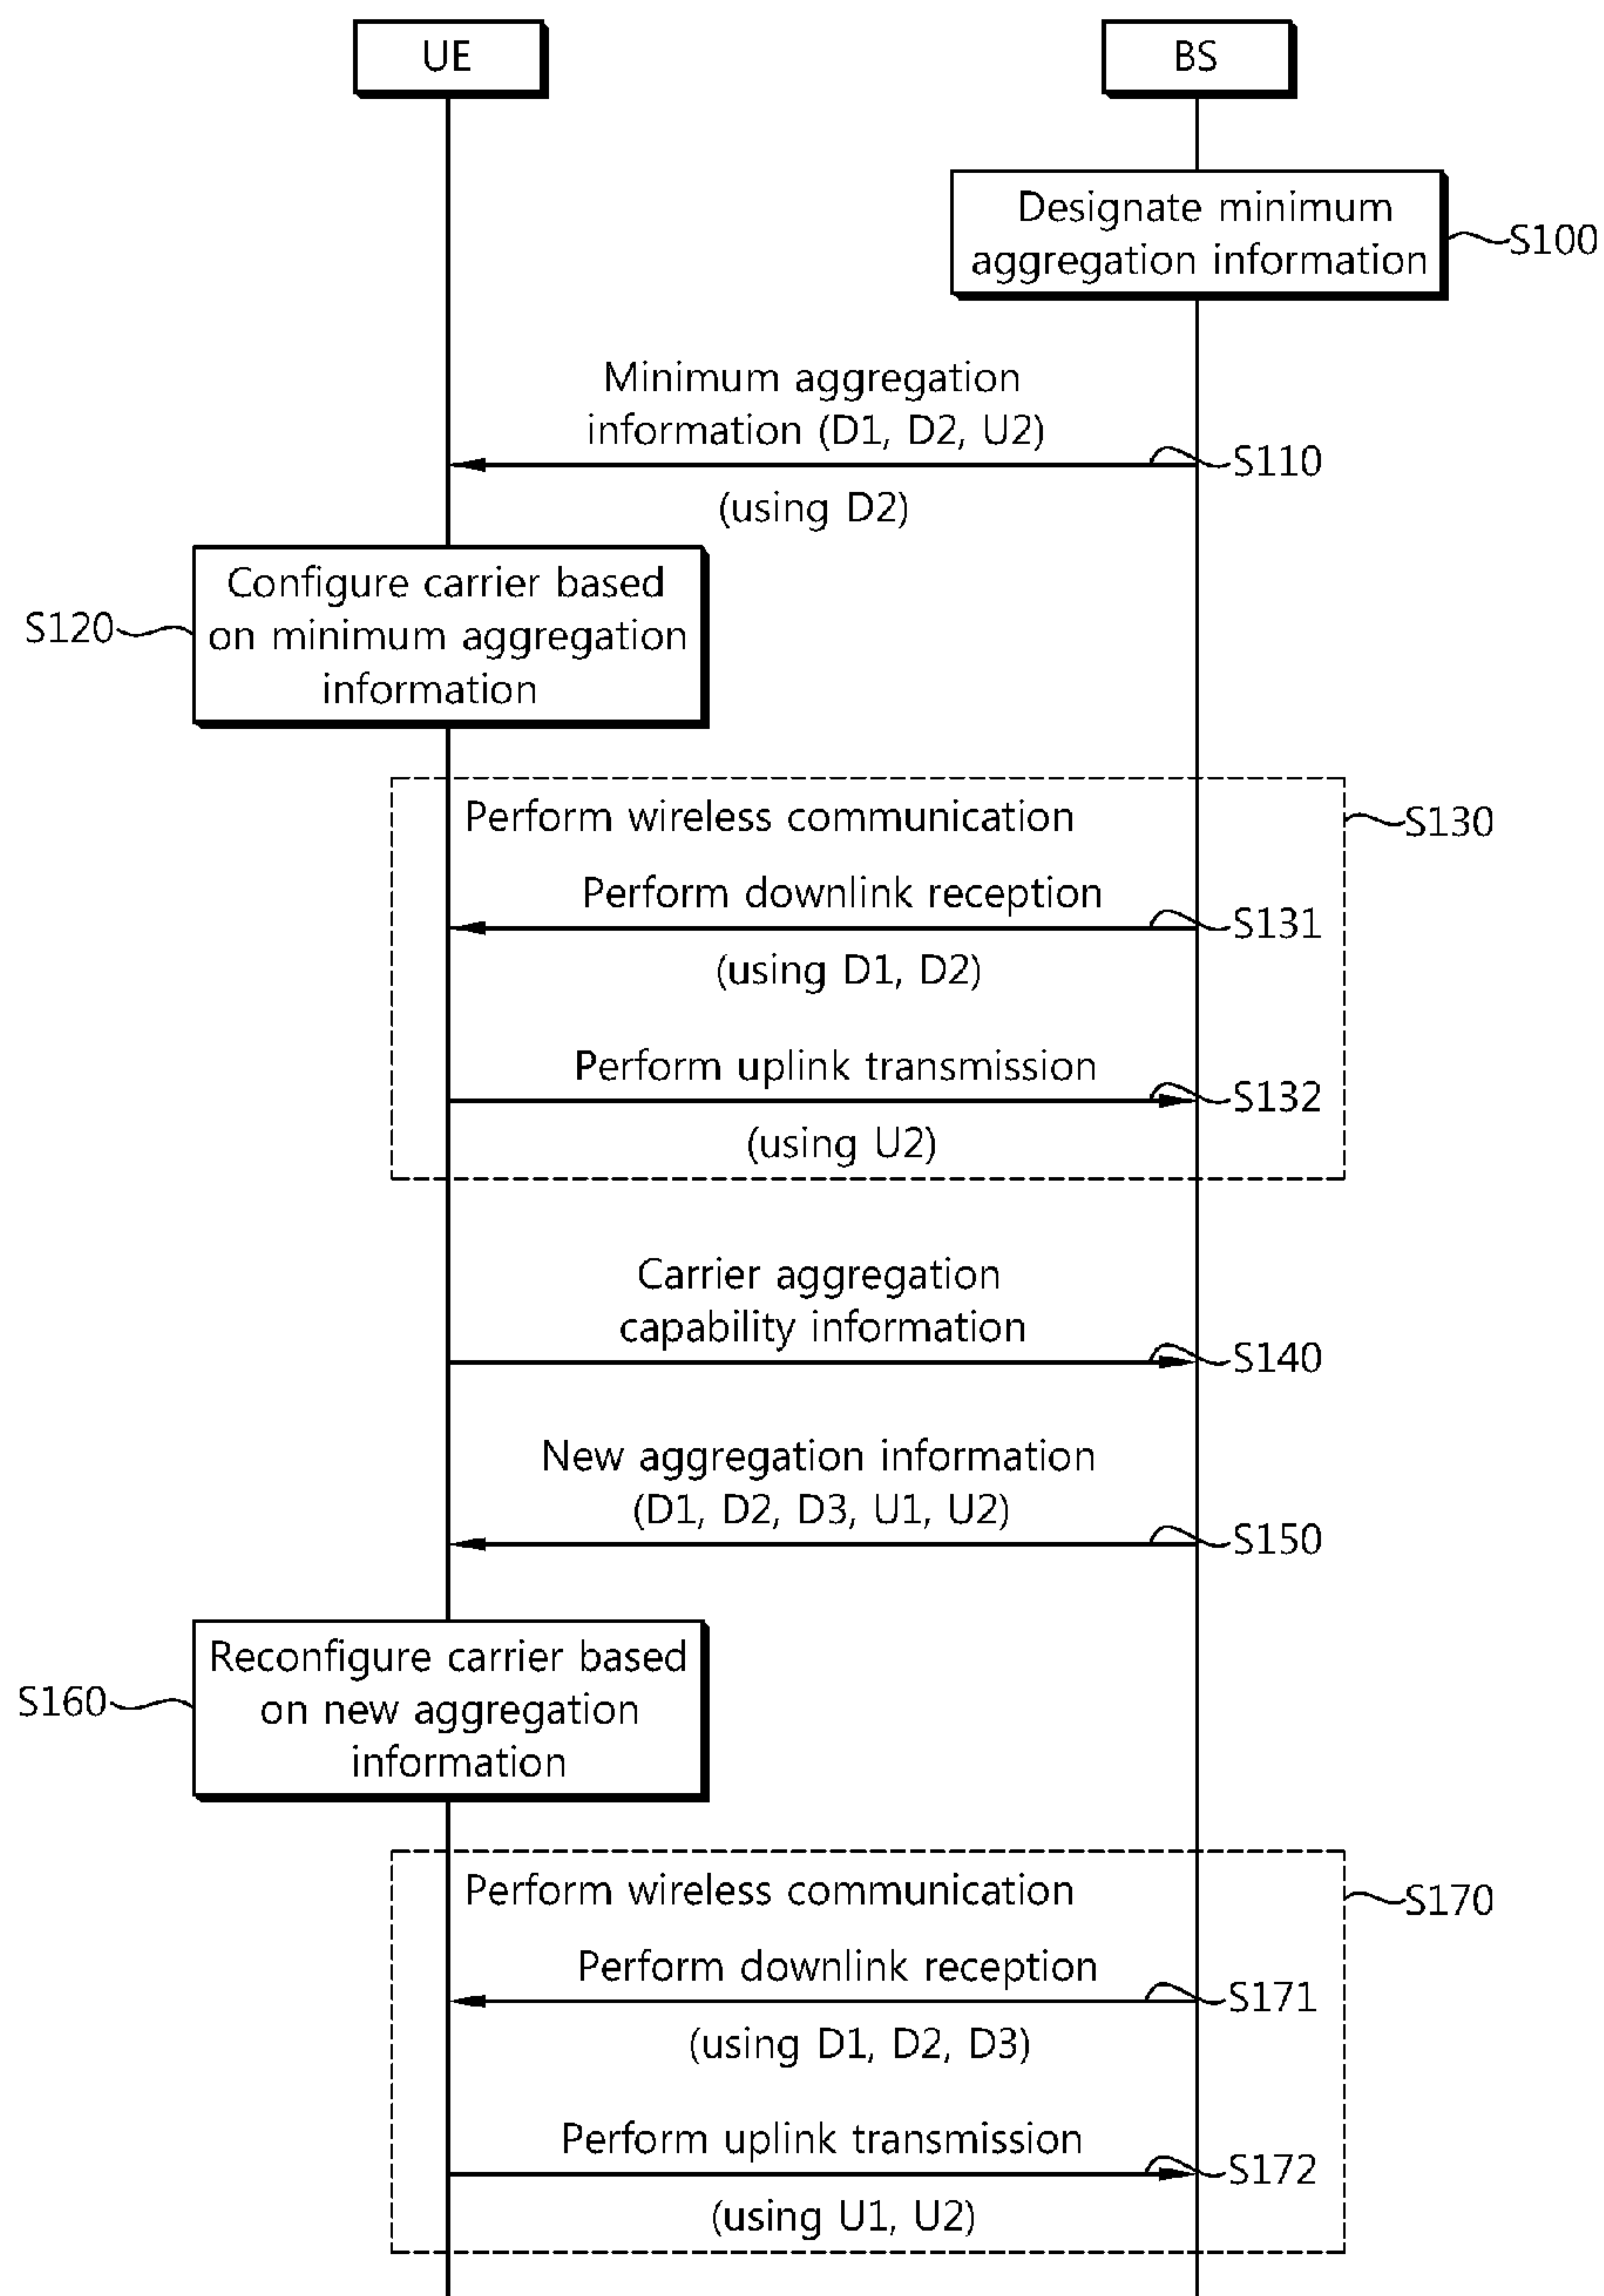 UE
BS
Designate minimum
aggregation information
S100
Minimum aggregation
information (D1, D2, U2)
S110
(using D2)
Configure carrier based
on minimum aggregation
information
S120
Perform wireless communication
S130
Perform downlink reception
S131
(using D1, D2)
Perform uplink transmission
S132
(using U2)
Carrier aggregation
capability information
S140
New aggregation information
(D1, D2, D3, U1, U2)
S150
Reconfigure carrier based
on new aggregation
information
S160
Perform wireless communication
S170
Perform downlink reception
S171
(using D1, D2, D3)
Perform uplink transmission
S172
(using U1, U2)